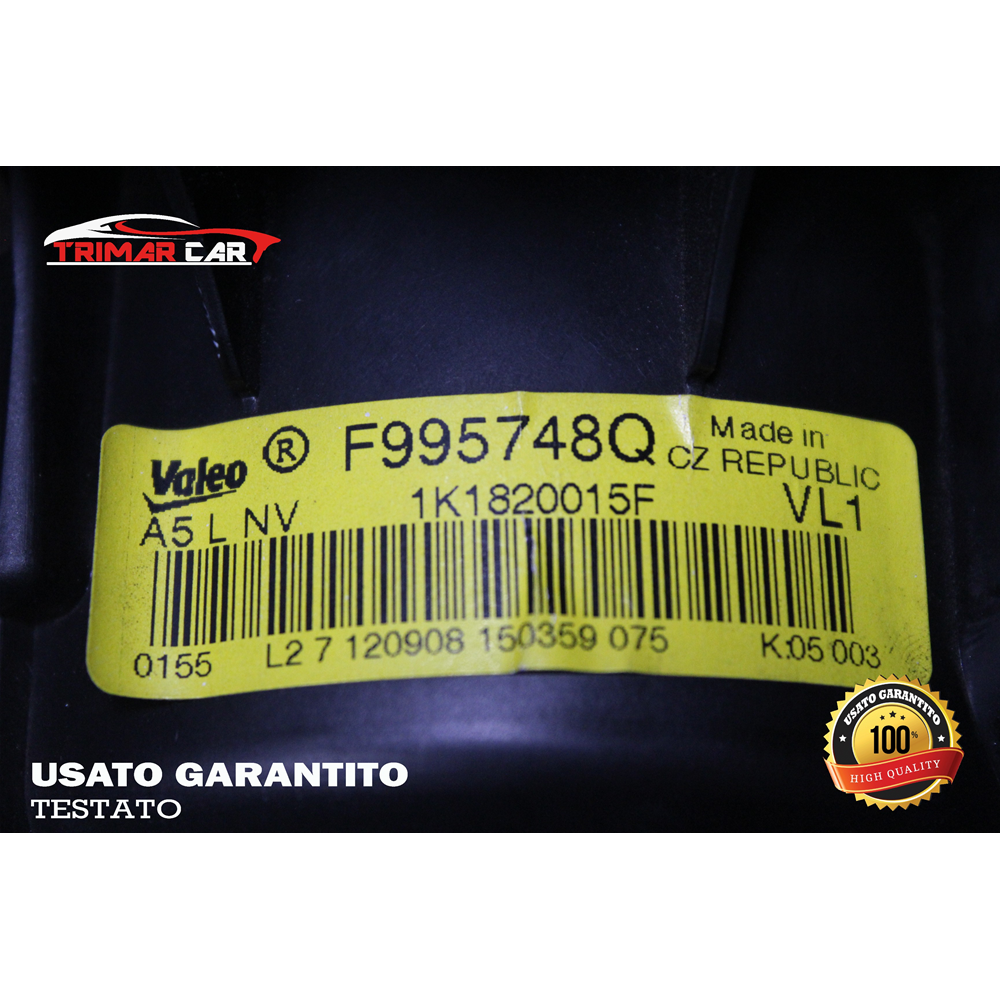 TRIMAR CAR
Valeo ® F995748Q Made in
CZ REPUBLIC
A5 L NV 1K1820015F VL1
0155 L2 7 120908 150359 075 K:05 003
USATO GARANTITO
TESTATO
USATO GARANTITO
100%
HIGH QUALITY